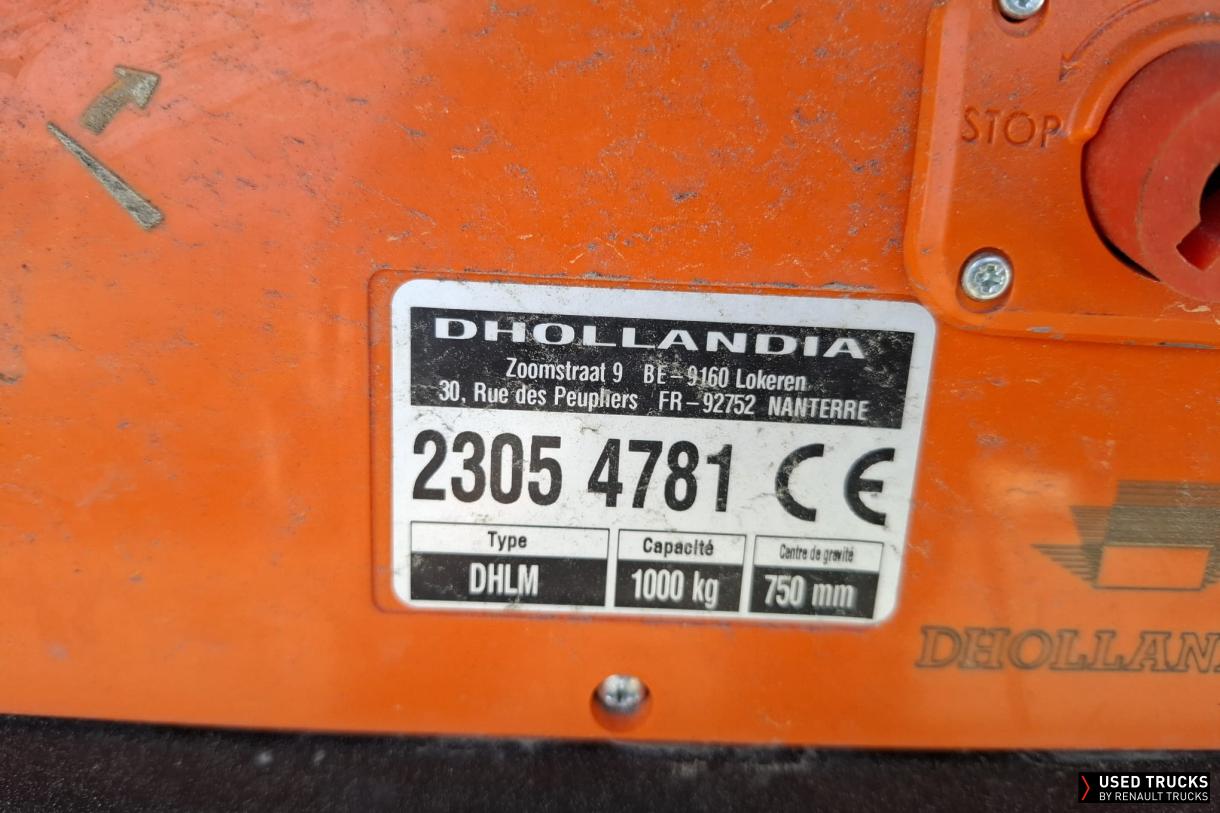 STOP
DHOLLANDIA
Zoomstraat 9 BE-9160 Lokeren
30, Rue des Peupliers FR-92752 NANTERRE
2305 4781 CE
Type
DHLM
Capacité
1000 kg
Centre de gravité
750 mm
DHOLLAN
USED TRUCKS
BY RENAULT TRUCKS